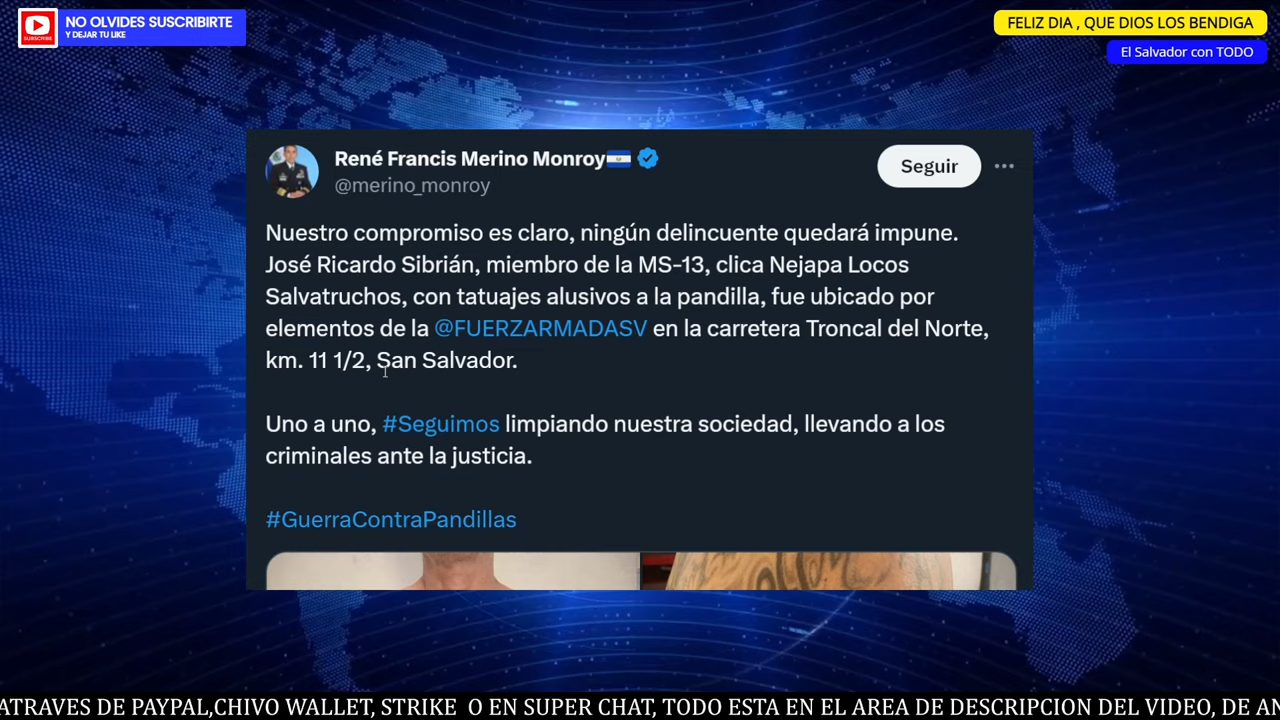 NO OLVIDES SUSCRIBIRTE
Y DEJAR TU LIKE
SUSCRIBE
FELIZ DIA , QUE DIOS LOS BENDIGA
El Salvador con TODO
René Francis Merino Monroy
@merino_monroy
Seguir
Nuestro compromiso es claro, ningún delincuente quedará impune.
José Ricardo Sibrián, miembro de la MS-13, clica Nejapa Locos
Salvatruchos, con tatuajes alusivos a la pandilla, fue ubicado por
elementos de la @FUERZARMADASV en la carretera Troncal del Norte,
km. 11 1/2, San Salvador.
Uno a uno, #Seguimos limpiando nuestra sociedad, llevando a los
criminales ante la justicia.
#GuerraContraPandillas
ATRAVES DE PAYPAL,CHIVO WALLET, STRIKE O EN SUPER CHAT, TODO ESTA EN EL AREA DE DESCRIPCION DEL VIDEO, DE AN